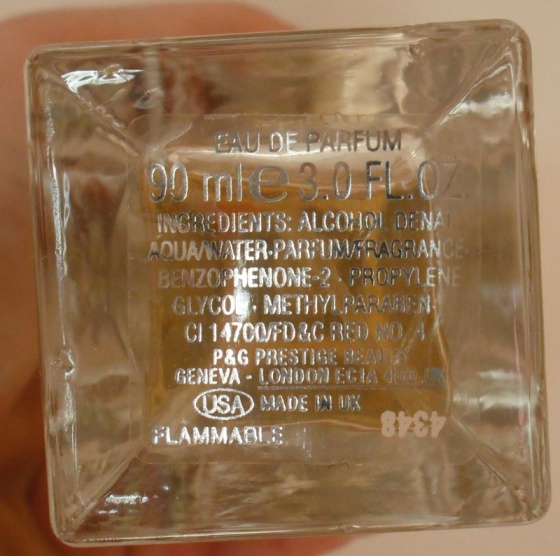 EAU DE PARFUM
90 ml e 3.0 FL.OZ
INGREDIENTS: ALCOHOL DENAT
AQUA/WATER·PARFUM/FRAGRANCE
BENZOPHENONE-2 · PROPYLENE
GLYCOL · METHYLPARABEN·
CI 14700/FD&C RED NO. 4
P&G PRESTIGE BEAUTE
GENEVA - LONDON EC1A UK
USA MADE IN UK
FLAMMABLE
4348